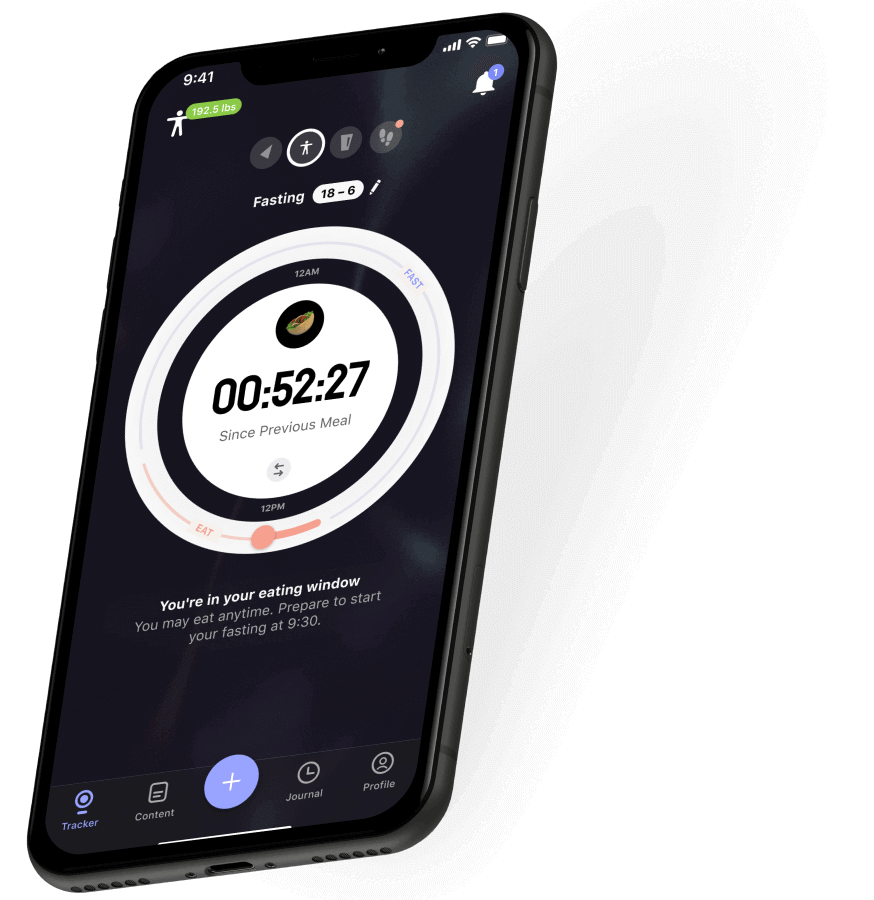 9:41
1
192.5 lbs
Fasting 18 – 6
12AM
FAST
00:52:27
Since Previous Meal
12PM
EAT
You're in your eating window
You may eat anytime. Prepare to start
your fasting at 9:30.
Tracker
Content
Journal
Profile